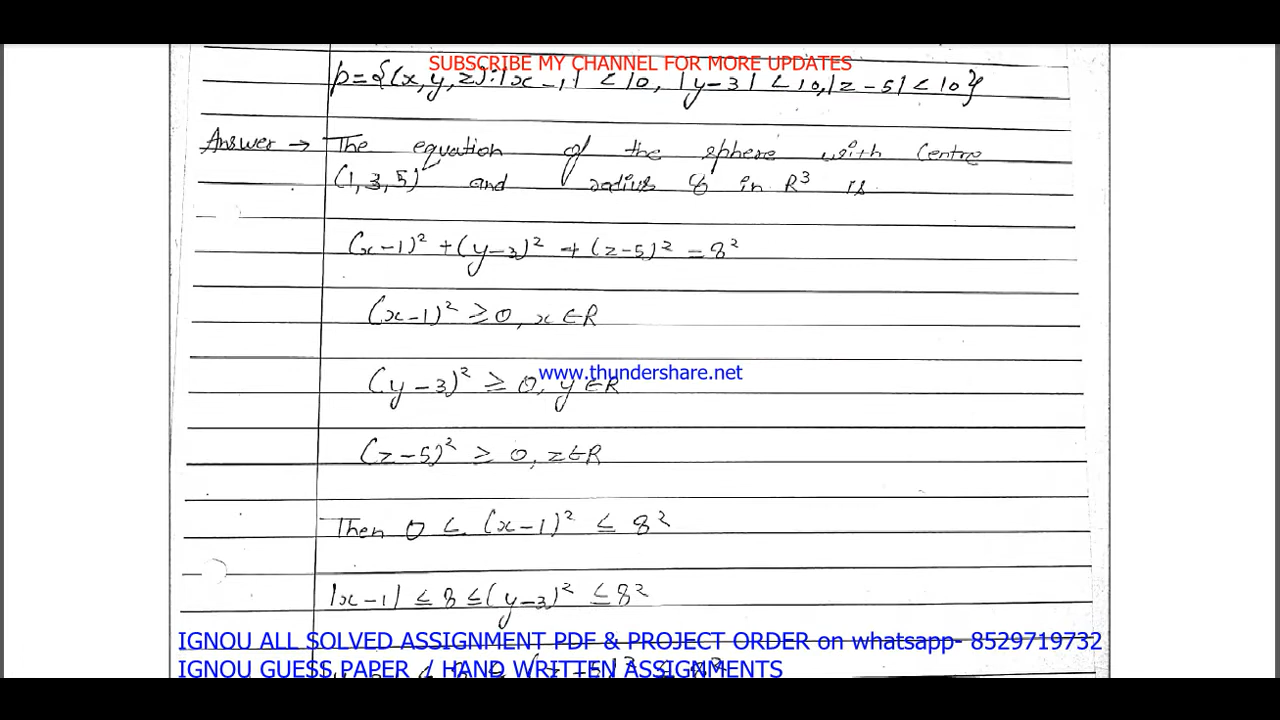 SUBSCRIBE MY CHANNEL FOR MORE UPDATES
P={(x,y,z):|x-1| < 10, |y-3| < 10,|z-5| < 10}
Answer → The equation of the sphere with Centre
(1,3,5) and radius 8 in R³ is
(x-1)² + (y-3)² + (z-5)² = 8²
(x-1)² ≥ 0, x ∈ R
www.thundershare.net
(y-3)² ≥ 0, y ∈ R
(z-5)² ≥ 0, z ∈ R
Then 0 ≤ (x-1)² ≤ 8²
|x-1| ≤ 8 ≤ (y-3)² ≤ 8²
IGNOU ALL SOLVED ASSIGNMENT PDF & PROJECT ORDER on whatsapp- 8529719732
IGNOU GUESS PAPER / HAND WRITTEN ASSIGNMENTS